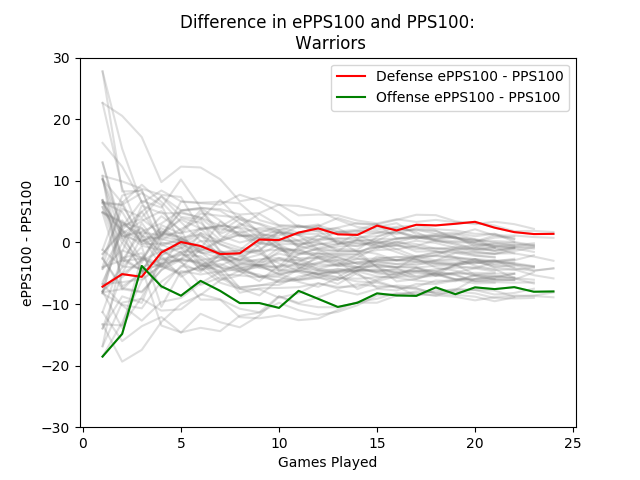 Difference in ePPS100 and PPS100:
Warriors
30
20
10
0
−10
−20
−30
ePPS100 - PPS100
Defense ePPS100 - PPS100
Offense ePPS100 - PPS100
0 5 10 15 20 25
Games Played